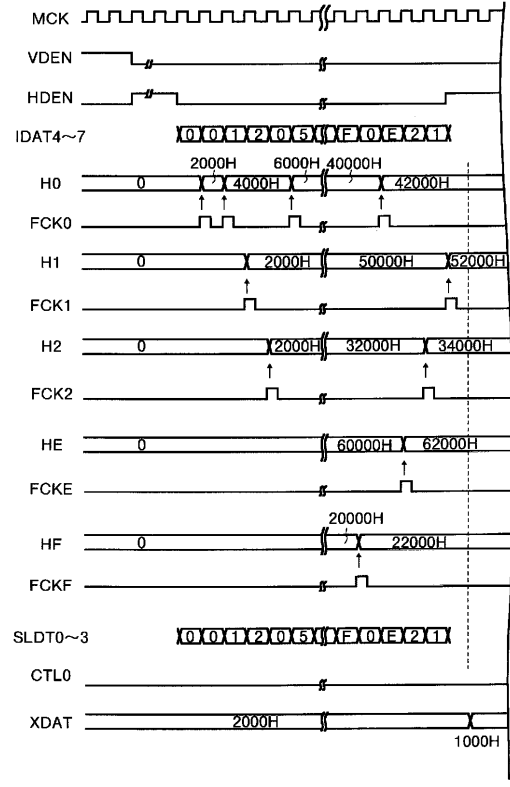 MCK
VDEN
HDEN
IDAT4~7 0 0 1 2 0 5 F 0 E 2 1
2000H 6000H 40000H
H0 0 4000H 42000H
FCK0
H1 0 2000H 50000H 52000H
FCK1
H2 0 2000H 32000H 34000H
FCK2
HE 0 60000H 62000H
FCKE
20000H
HF 0 22000H
FCKF
SLDT0~3 0 0 1 2 0 5 F 0 E 2 1
CTL0
XDAT 2000H
1000H